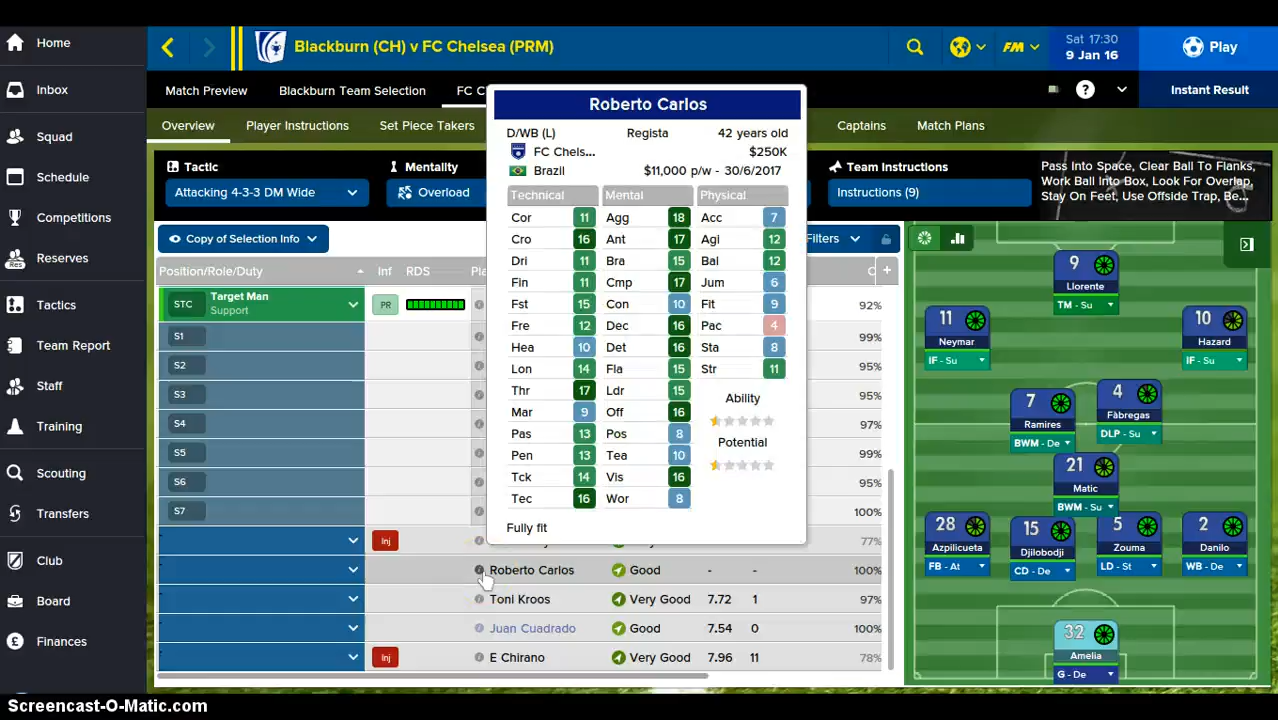 Home
Inbox
Squad
Schedule
Competitions
Res
Reserves
Tactics
Team Report
Staff
Training
Scouting
Transfers
Club
Board
Finances
Blackburn (CH) v FC Chelsea (PRM)
FM
Sat 17:30
9 Jan 16
Play
Match Preview
Blackburn Team Selection
FC C
?
Instant Result
Overview
Player Instructions
Set Piece Takers
Captains
Match Plans
Tactic
Attacking 4-3-3 DM Wide
Mentality
Overload
Team Instructions
Instructions (9)
Pass Into Space, Clear Ball To Flanks,
Work Ball Into Box, Look For Overlap,
Stay On Feet, Use Offside Trap, Be...
Copy of Selection Info
Filters
Position/Role/Duty
Inf
RDS
Pla
C
+
STC
Target Man
Support
PR
92%
S1
99%
S2
95%
S3
95%
S4
97%
S5
99%
S6
95%
S7
100%
-
Inj
77%
-
Roberto Carlos
Good
-
-
100%
-
Toni Kroos
Very Good
7.72
1
97%
-
Juan Cuadrado
Good
7.54
0
100%
-
Inj
E Chirano
Very Good
7.96
11
78%
Roberto Carlos
D/WB (L)
Regista
42 years old
FC Chels...
$250K
Brazil
$11,000 p/w - 30/6/2017
Technical
Mental
Physical
Cor 11
Agg 18
Acc 7
Cro 16
Ant 17
Agi 12
Dri 11
Bra 15
Bal 12
Fin 11
Cmp 17
Jum 6
Fst 15
Con 10
Fit 9
Fre 12
Dec 16
Pac 4
Hea 10
Det 16
Sta 8
Lon 14
Fla 15
Str 11
Thr 17
Ldr 15
Mar 9
Off 16
Pas 13
Pos 8
Pen 13
Tea 10
Tck 14
Vis 16
Tec 16
Wor 8
Ability
Potential
Fully fit
9
Llorente
TM - Su
11
Neymar
IF - Su
10
Hazard
IF - Su
7
Ramires
BWM - De
4
Fàbregas
DLP - Su
21
Matic
BWM - Su
28
Azpilicueta
FB - At
15
Djilobodji
CD - De
5
Zouma
LD - St
2
Danilo
WB - De
32
Amelia
G - De
Screencast-O-Matic.com